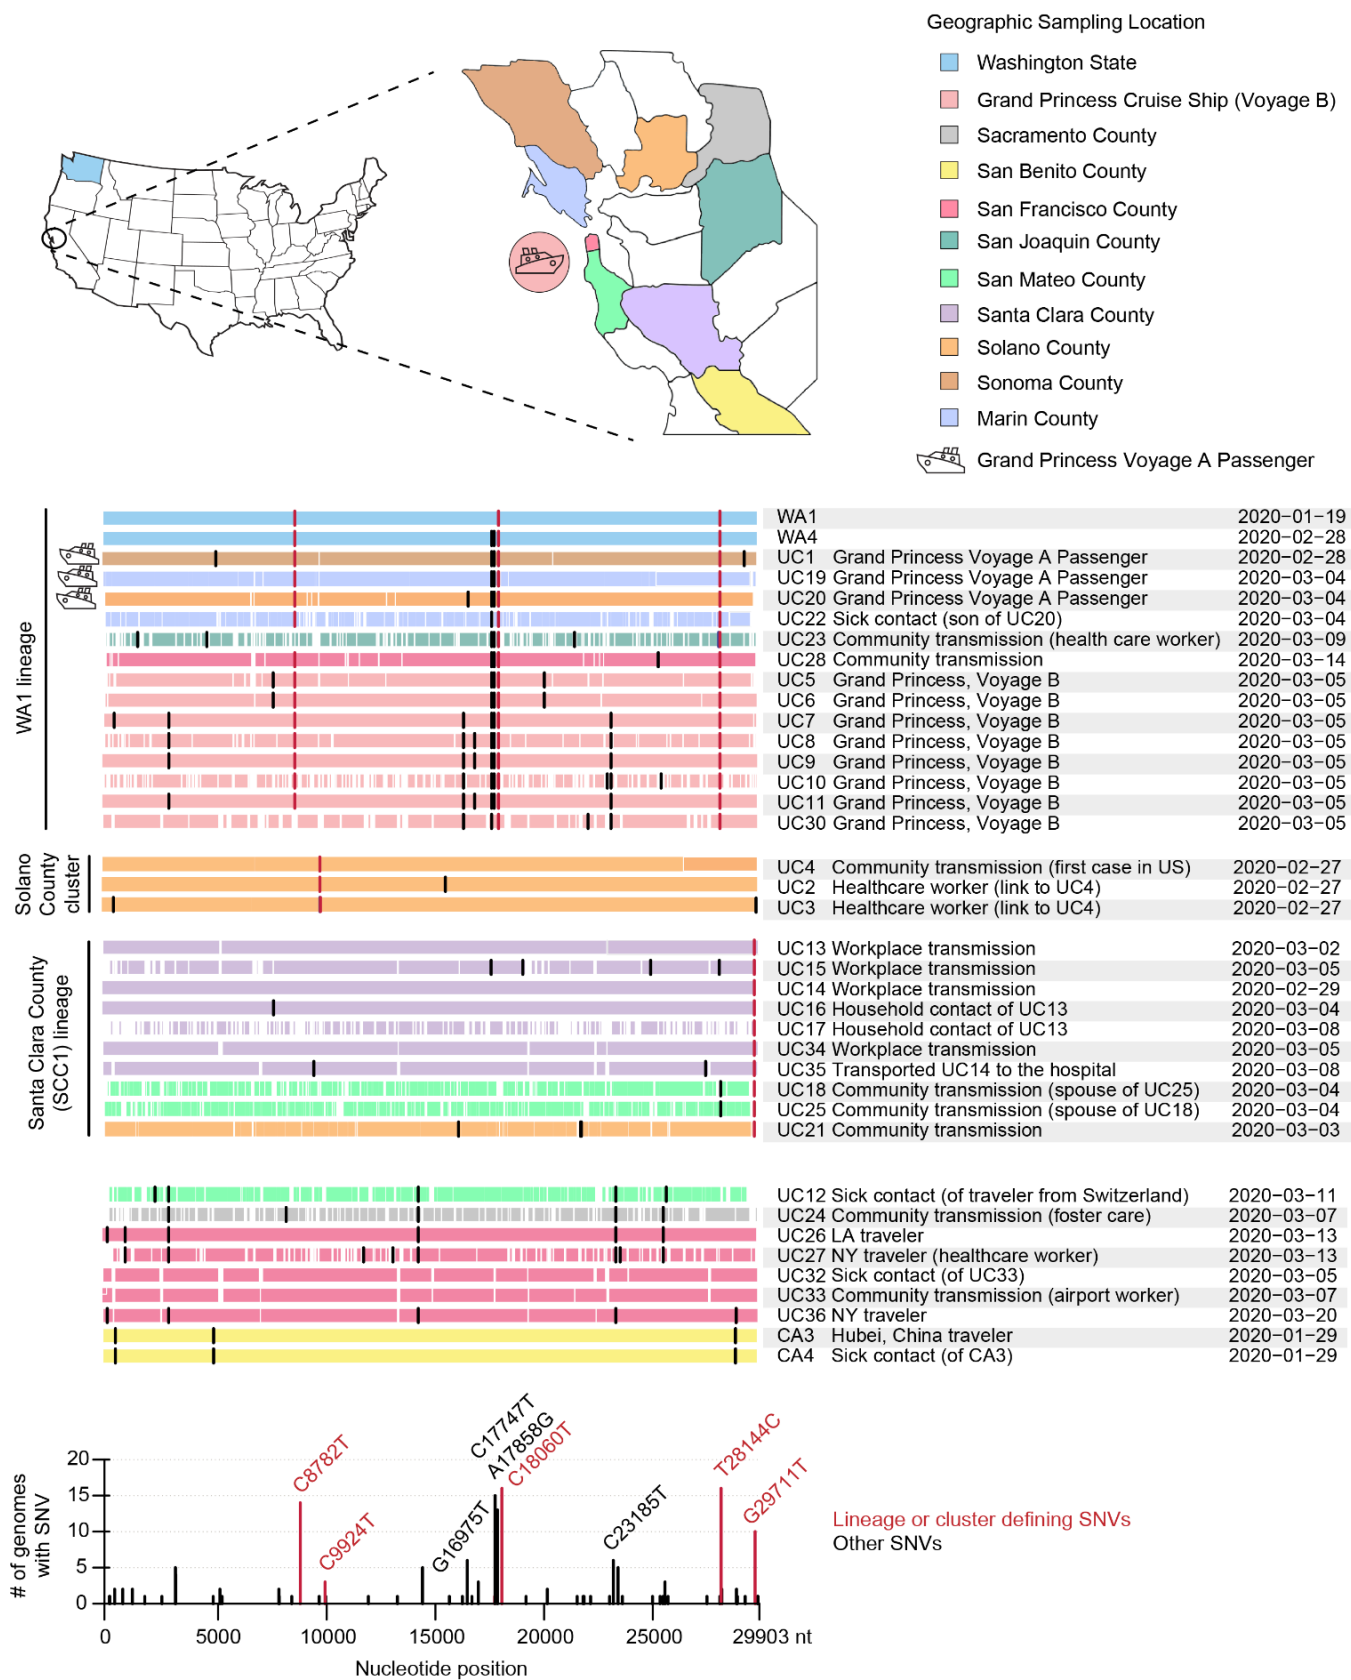 Geographic Sampling Location
Washington State
Grand Princess Cruise Ship (Voyage B)
Sacramento County
San Benito County
San Francisco County
San Joaquin County
San Mateo County
Santa Clara County
Solano County
Sonoma County
Marin County
Grand Princess Voyage A Passenger
WA1 lineage
WA1 2020-01-19
WA4 2020-02-28
UC1 Grand Princess Voyage A Passenger 2020-02-28
UC19 Grand Princess Voyage A Passenger 2020-03-04
UC20 Grand Princess Voyage A Passenger 2020-03-04
UC22 Sick contact (son of UC20) 2020-03-04
UC23 Community transmission (health care worker) 2020-03-09
UC28 Community transmission 2020-03-14
UC5 Grand Princess, Voyage B 2020-03-05
UC6 Grand Princess, Voyage B 2020-03-05
UC7 Grand Princess, Voyage B 2020-03-05
UC8 Grand Princess, Voyage B 2020-03-05
UC9 Grand Princess, Voyage B 2020-03-05
UC10 Grand Princess, Voyage B 2020-03-05
UC11 Grand Princess, Voyage B 2020-03-05
UC30 Grand Princess, Voyage B 2020-03-05
Solano
County
cluster
UC4 Community transmission (first case in US) 2020-02-27
UC2 Healthcare worker (link to UC4) 2020-02-27
UC3 Healthcare worker (link to UC4) 2020-02-27
Santa Clara County
(SCC1) lineage
UC13 Workplace transmission 2020-03-02
UC15 Workplace transmission 2020-03-05
UC14 Workplace transmission 2020-02-29
UC16 Household contact of UC13 2020-03-04
UC17 Household contact of UC13 2020-03-08
UC34 Workplace transmission 2020-03-05
UC35 Transported UC14 to the hospital 2020-03-08
UC18 Community transmission (spouse of UC25) 2020-03-04
UC25 Community transmission (spouse of UC18) 2020-03-04
UC21 Community transmission 2020-03-03
UC12 Sick contact (of traveler from Switzerland) 2020-03-11
UC24 Community transmission (foster care) 2020-03-07
UC26 LA traveler 2020-03-13
UC27 NY traveler (healthcare worker) 2020-03-13
UC32 Sick contact (of UC33) 2020-03-05
UC33 Community transmission (airport worker) 2020-03-07
UC36 NY traveler 2020-03-20
CA3 Hubei, China traveler 2020-01-29
CA4 Sick contact (of CA3) 2020-01-29
# of genomes
with SNV
20
15
10
5
0
C8782T
C9924T
G16975T
C17747T
A17858G
C18060T
C23185T
T28144C
G29711T
Lineage or cluster defining SNVs
Other SNVs
0 5000 10000 15000 20000 25000 29903 nt
Nucleotide position